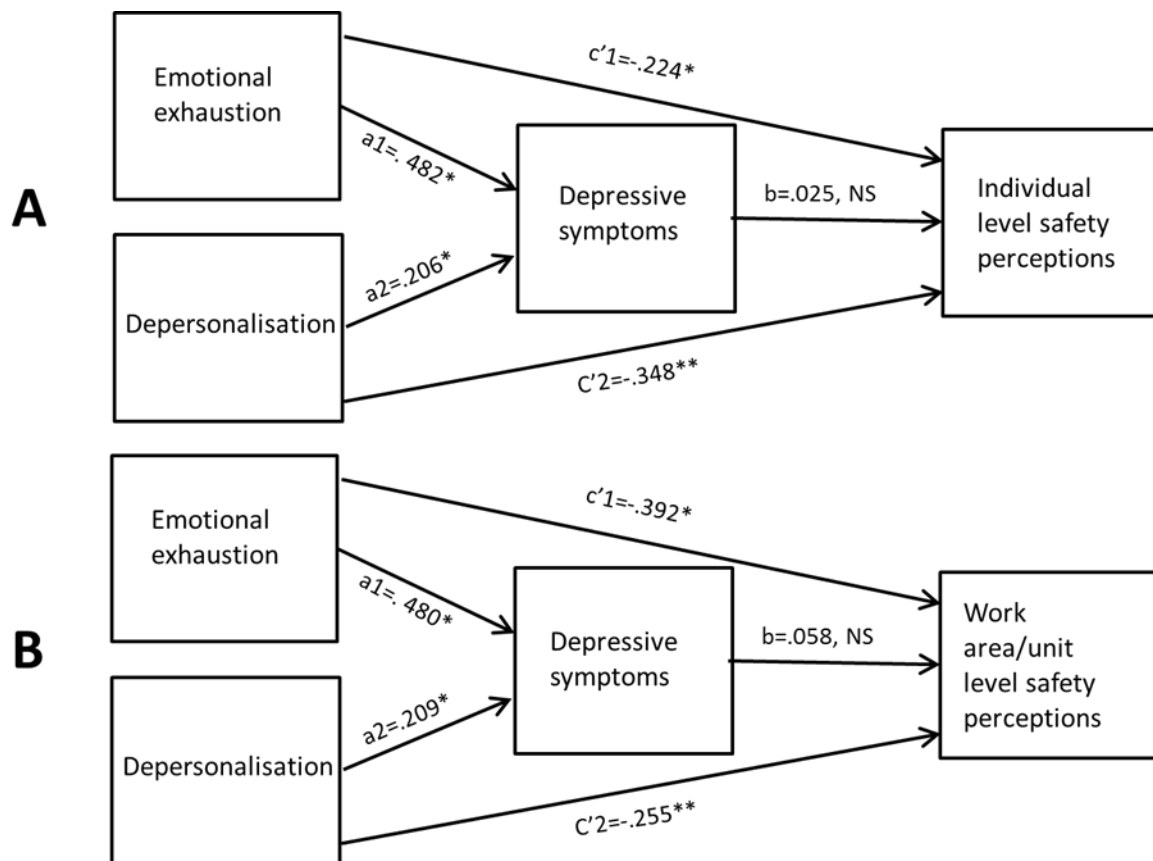 A
Emotional
exhaustion
c'1=-.224*
a1=. 482*
Depressive
symptoms
b=.025, NS
Individual
level safety
perceptions
a2=.206*
Depersonalisation
C'2=-.348**
B
Emotional
exhaustion
c'1=-.392*
a1=. 480*
Depressive
symptoms
b=.058, NS
Work
area/unit
level safety
perceptions
a2=.209*
Depersonalisation
C'2=-.255**